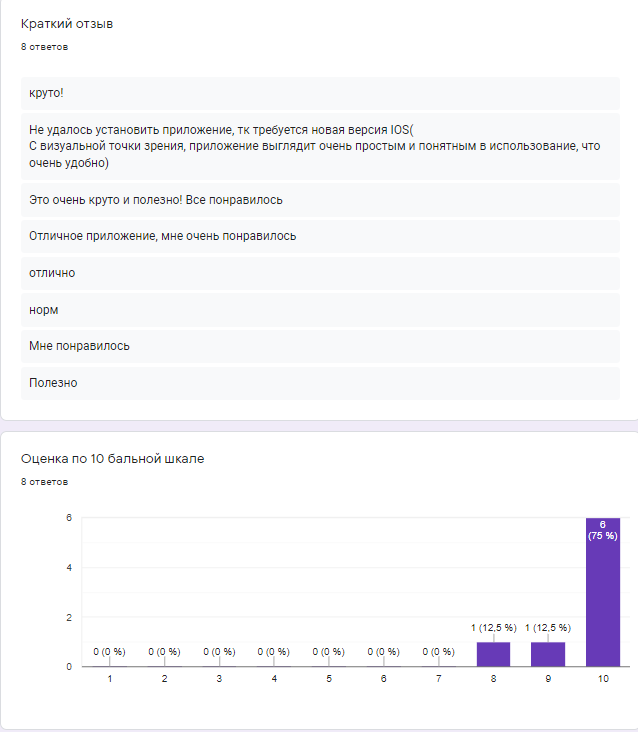 Краткий отзыв
8 ответов
круто!
Не удалось установить приложение, тк требуется новая версия IOS(
С визуальной точки зрения, приложение выглядит очень простым и понятным в использование, что
очень удобно)
Это очень круто и полезно! Все понравилось
Отличное приложение, мне очень понравилось
отлично
норм
Мне понравилось
Полезно
Оценка по 10 бальной шкале
8 ответов
6
4
2
0
0 (0 %) 0 (0 %) 0 (0 %) 0 (0 %) 0 (0 %) 0 (0 %) 0 (0 %) 1 (12,5 %) 1 (12,5 %)
6
(75 %)
1 2 3 4 5 6 7 8 9 10